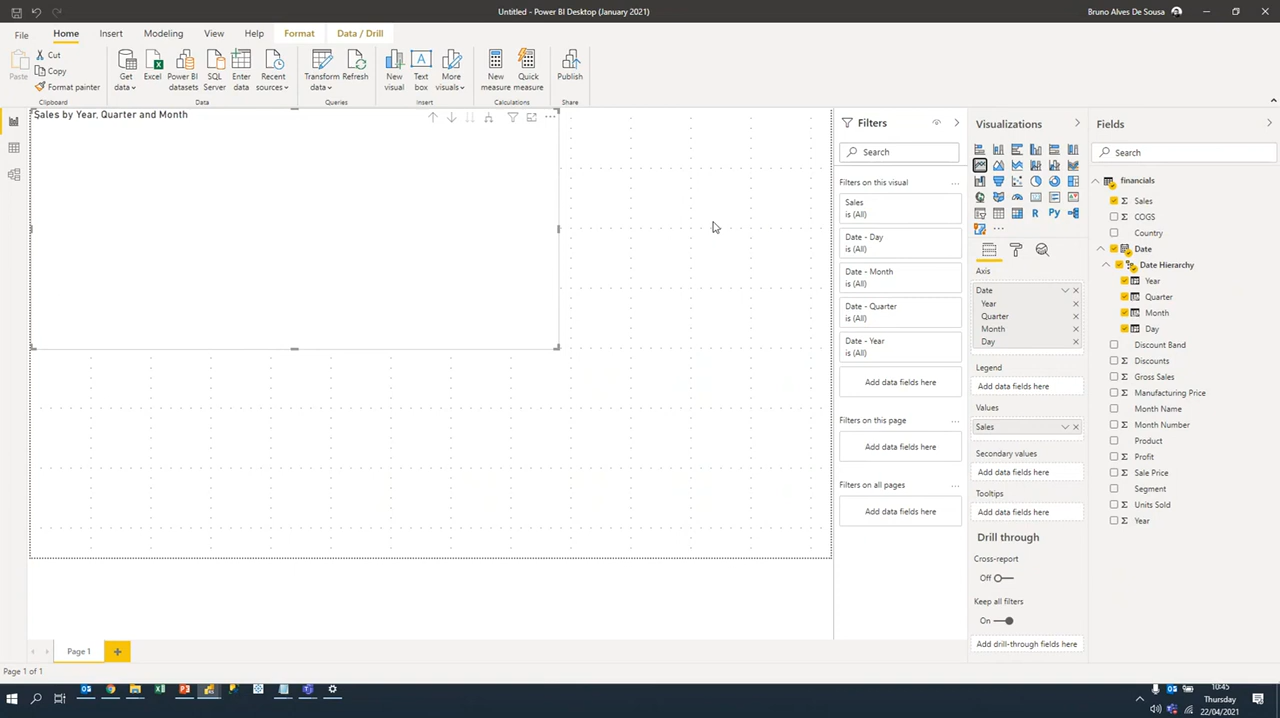 Untitled - Power BI Desktop (January 2021)
Bruno Alves De Sousa
File
Home
Insert
Modeling
View
Help
Format
Data / Drill
Paste
Cut
Copy
Format painter
Clipboard
Get data
Excel
Power BI datasets
SQL Server
Enter data
Recent sources
Data
Transform data
Refresh
Queries
New visual
Text box
More visuals
Insert
New measure
Quick measure
Calculations
Publish
Share
Sales by Year, Quarter and Month
Filters
Search
Filters on this visual
Sales
is (All)
Date - Day
is (All)
Date - Month
is (All)
Date - Quarter
is (All)
Date - Year
is (All)
Add data fields here
Filters on this page
Add data fields here
Filters on all pages
Add data fields here
Visualizations
R
Py
Axis
Date
Year
Quarter
Month
Day
Legend
Add data fields here
Values
Sales
Secondary values
Add data fields here
Tooltips
Add data fields here
Drill through
Cross-report
Off
Keep all filters
On
Add drill-through fields here
Fields
Search
financials
Σ Sales
Σ COGS
Country
Date
Date Hierarchy
Year
Quarter
Month
Day
Discount Band
Σ Discounts
Σ Gross Sales
Σ Manufacturing Price
Month Name
Σ Month Number
Product
Σ Profit
Σ Sale Price
Segment
Σ Units Sold
Σ Year
Page 1
Page 1 of 1
10:45
Thursday
22/04/2021